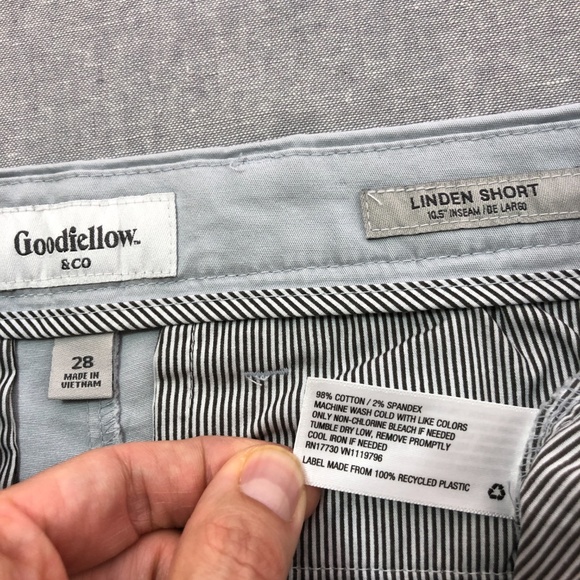 Goodfellow™
& CO
LINDEN SHORT
10.5" INSEAM / DE LARGO
28
MADE IN
VIETNAM
98% COTTON / 2% SPANDEX
MACHINE WASH COLD WITH LIKE COLORS
ONLY NON-CHLORINE BLEACH IF NEEDED
TUMBLE DRY LOW, REMOVE PROMPTLY
COOL IRON IF NEEDED
RN17730 VN1119796
LABEL MADE FROM 100% RECYCLED PLASTIC